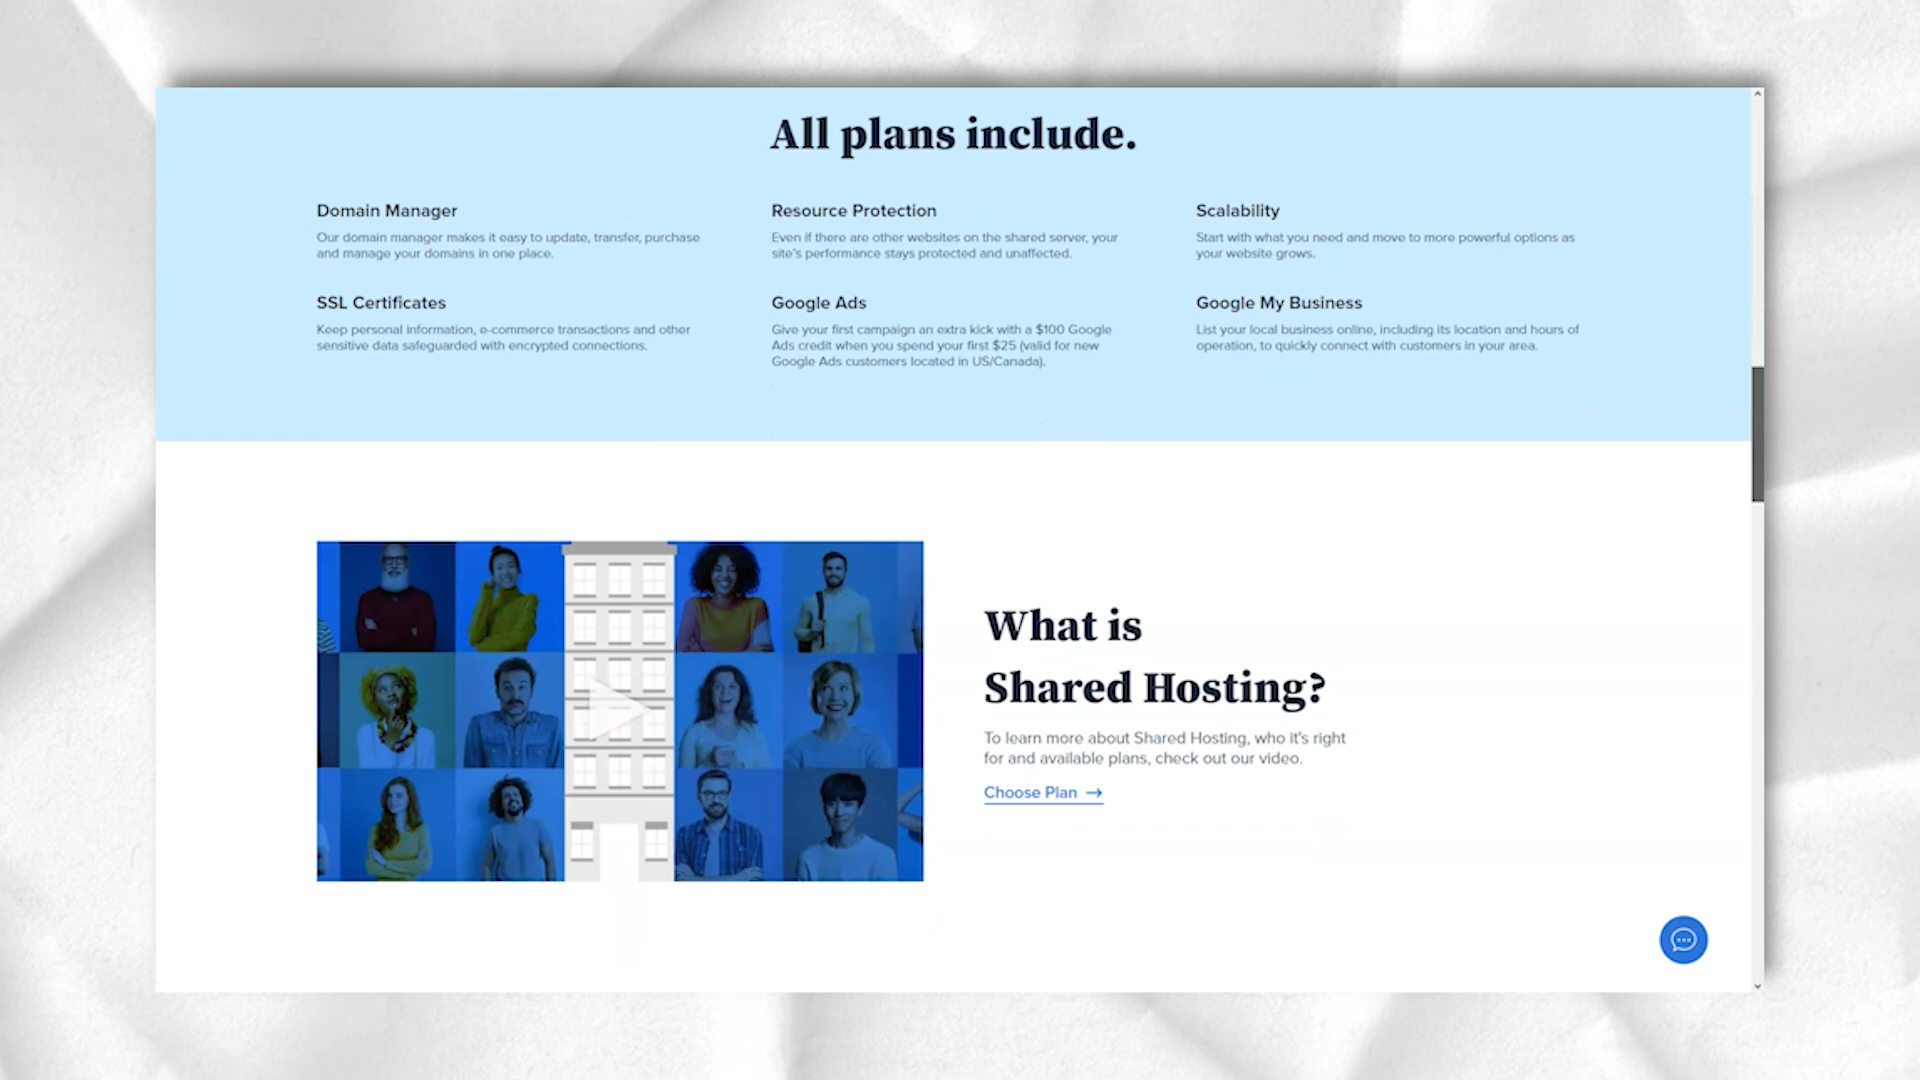 All plans include.
Domain Manager
Our domain manager makes it easy to update, transfer, purchase
and manage your domains in one place.
Resource Protection
Even if there are other websites on the shared server, your
site's performance stays protected and unaffected.
Scalability
Start with what you need and move to more powerful options as
your website grows.
SSL Certificates
Keep personal information, e-commerce transactions and other
sensitive data safeguarded with encrypted connections.
Google Ads
Give your first campaign an extra kick with a $100 Google
Ads credit when you spend your first $25 (valid for new
Google Ads customers located in US/Canada).
Google My Business
List your local business online, including its location and hours of
operation, to quickly connect with customers in your area.
What is
Shared Hosting?
To learn more about Shared Hosting, who it's right
for and available plans, check out our video.
Choose Plan →